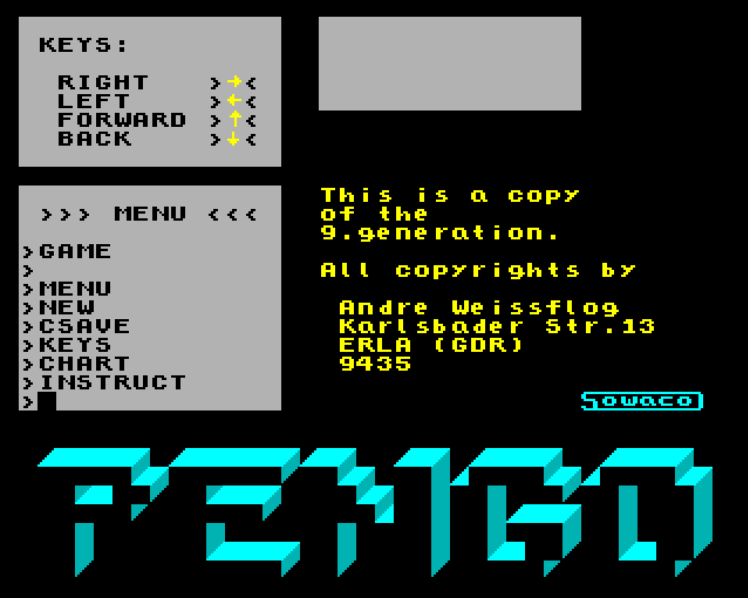 KEYS:
RIGHT >→<
LEFT >←<
FORWARD >↑<
BACK >↓<
>>> MENU <<<
>GAME
>
>MENU
>NEW
>CSAVE
>KEYS
>CHART
>INSTRUCT
>
This is a copy
of the
9.generation.
All copyrights by
Andre Weissflog
Karlsbader Str.13
ERLA (GDR)
9435
Sowaco
PENGO